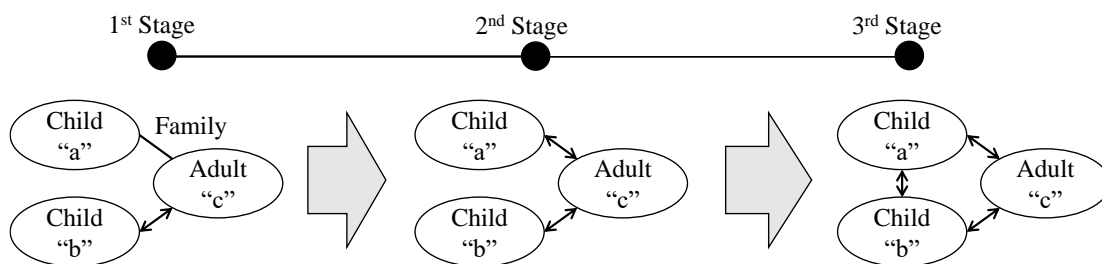 1st Stage
2nd Stage
3rd Stage
Child
“a”
Family
Adult
“c”
Child
“b”
Child
“a”
Adult
“c”
Child
“b”
Child
“a”
Adult
“c”
Child
“b”